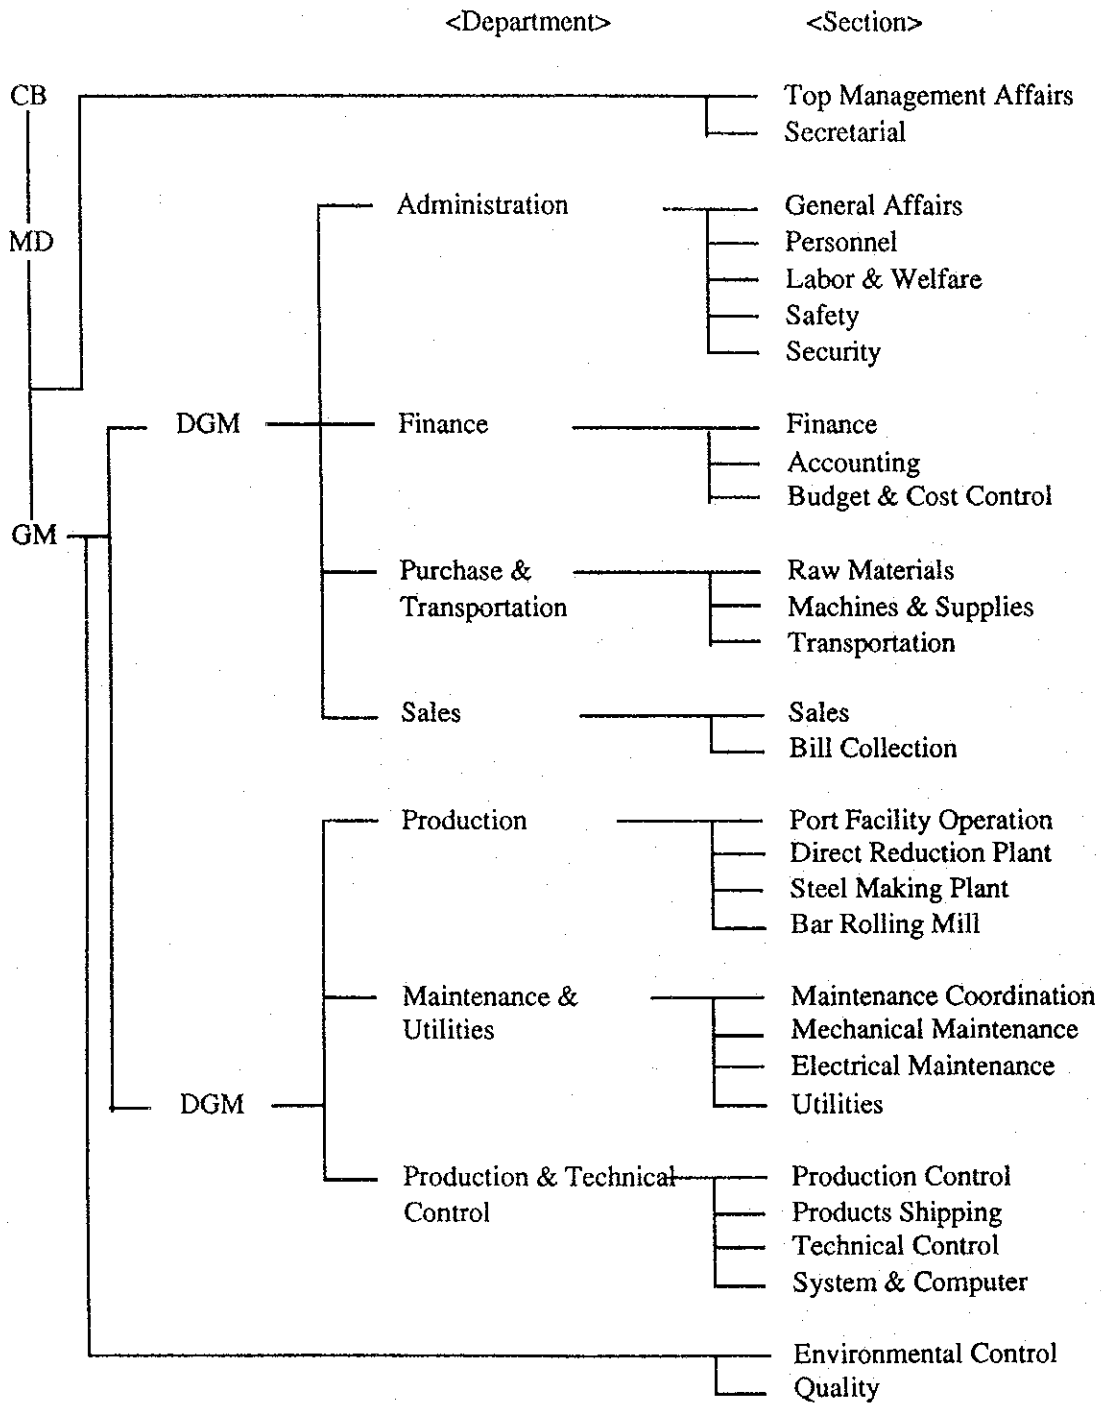 <Department> <Section>
CB Top Management Affairs
Secretarial
Administration General Affairs
MD Personnel
Labor & Welfare
Safety
Security
DGM Finance Finance
Accounting
Budget & Cost Control
GM
Purchase & Raw Materials
Transportation Machines & Supplies
Transportation
Sales Sales
Bill Collection
Production Port Facility Operation
Direct Reduction Plant
Steel Making Plant
Bar Rolling Mill
Maintenance & Maintenance Coordination
Utilities Mechanical Maintenance
Electrical Maintenance
DGM Utilities
Production & Technical Production Control
Control Products Shipping
Technical Control
System & Computer
Environmental Control
Quality